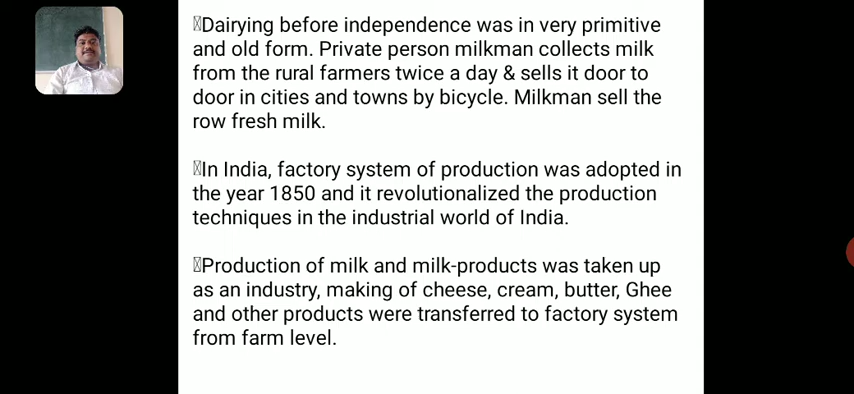 Dairying before independence was in very primitive
and old form. Private person milkman collects milk
from the rural farmers twice a day & sells it door to
door in cities and towns by bicycle. Milkman sell the
row fresh milk.
In India, factory system of production was adopted in
the year 1850 and it revolutionalized the production
techniques in the industrial world of India.
Production of milk and milk-products was taken up
as an industry, making of cheese, cream, butter, Ghee
and other products were transferred to factory system
from farm level.